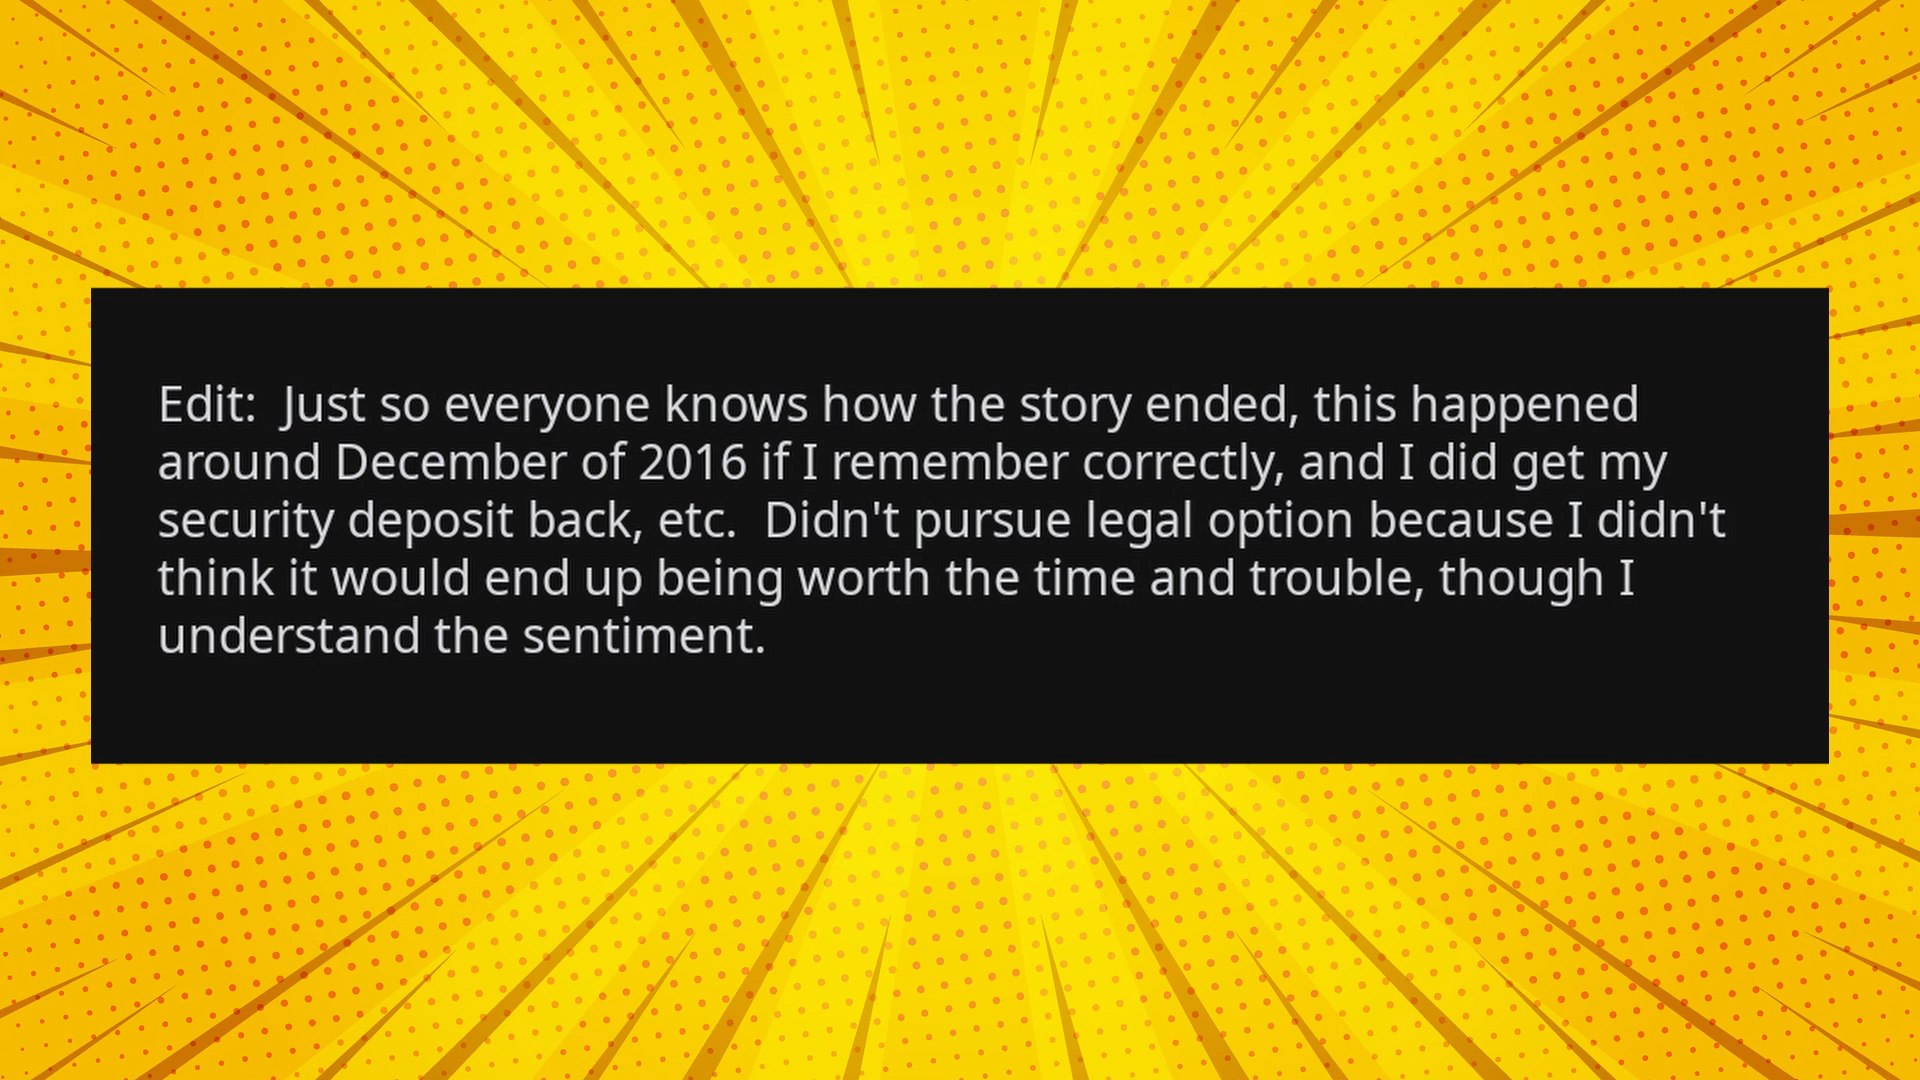 Edit:  Just so everyone knows how the story ended, this happened
around December of 2016 if I remember correctly, and I did get my
security deposit back, etc.  Didn't pursue legal option because I didn't
think it would end up being worth the time and trouble, though I
understand the sentiment.